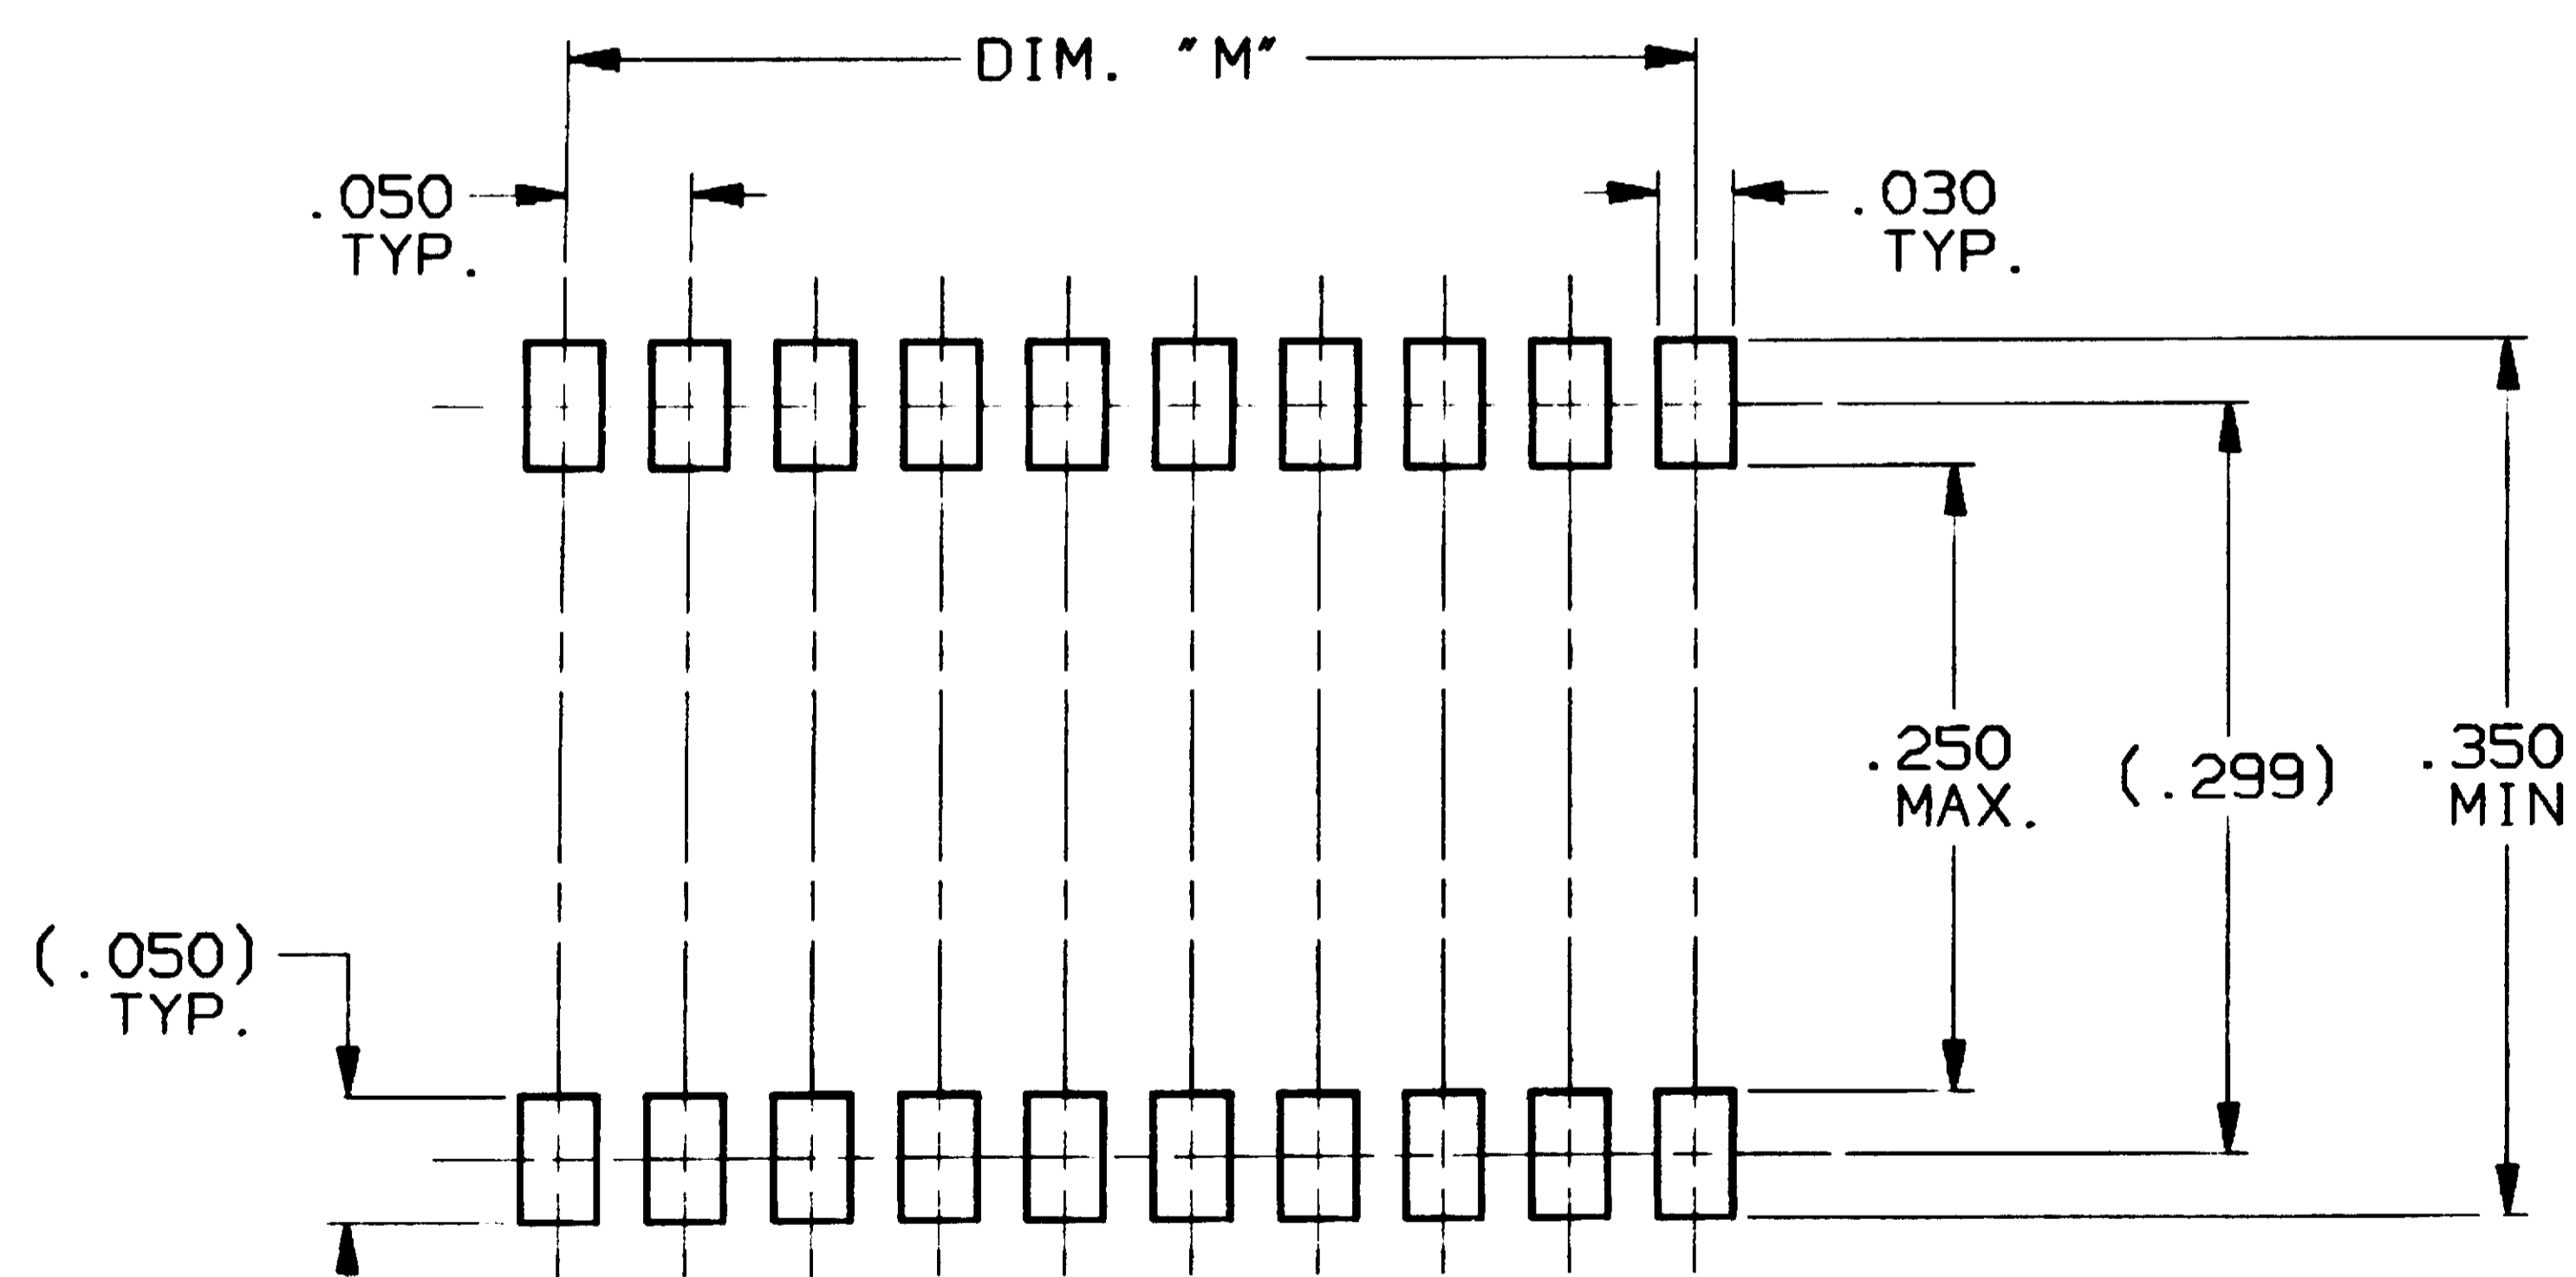 DIM. "M"
.050
TYP.
.030
TYP.
.250
MAX.
(.299)
.350
MIN
(.050)
TYP.